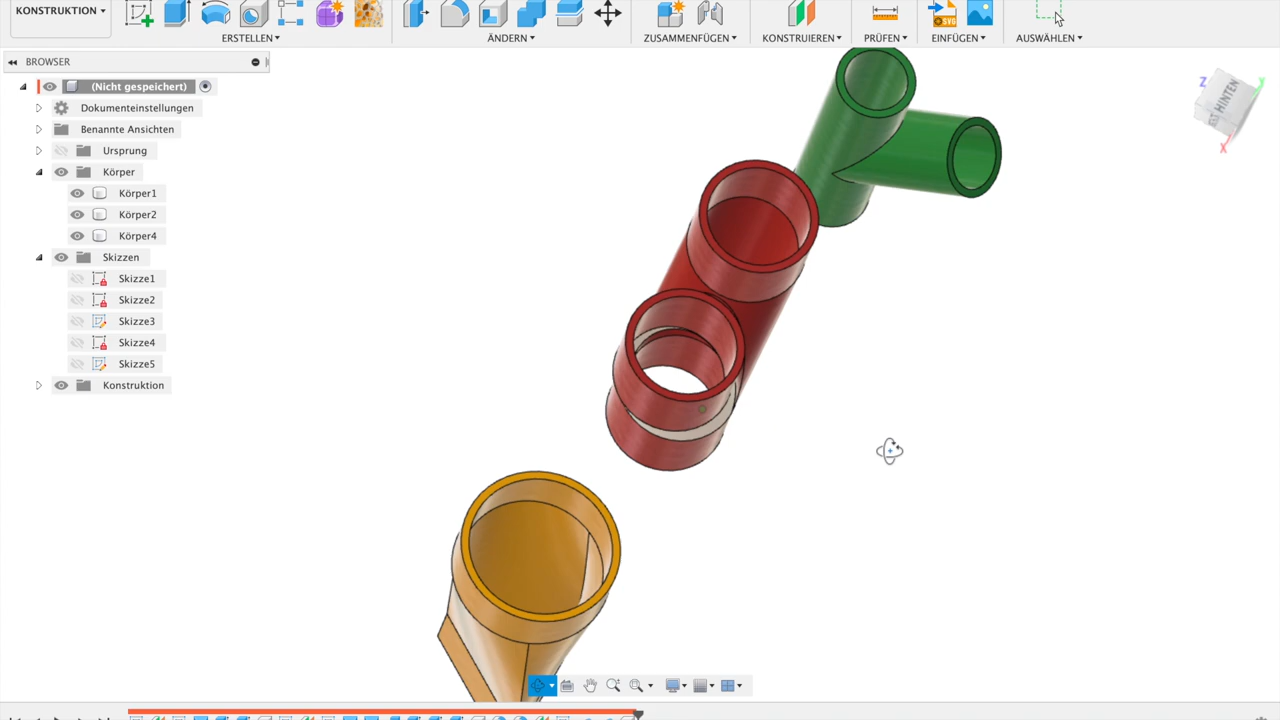 KONSTRUKTION
ERSTELLEN
ÄNDERN
ZUSAMMENFÜGEN
KONSTRUIEREN
PRÜFEN
SVG
EINFÜGEN
AUSWÄHLEN
BROWSER
(Nicht gespeichert)
Dokumenteinstellungen
Benannte Ansichten
Ursprung
Körper
Körper1
Körper2
Körper4
Skizzen
Skizze1
Skizze2
Skizze3
Skizze4
Skizze5
Konstruktion
Z
Y
HINTEN
X